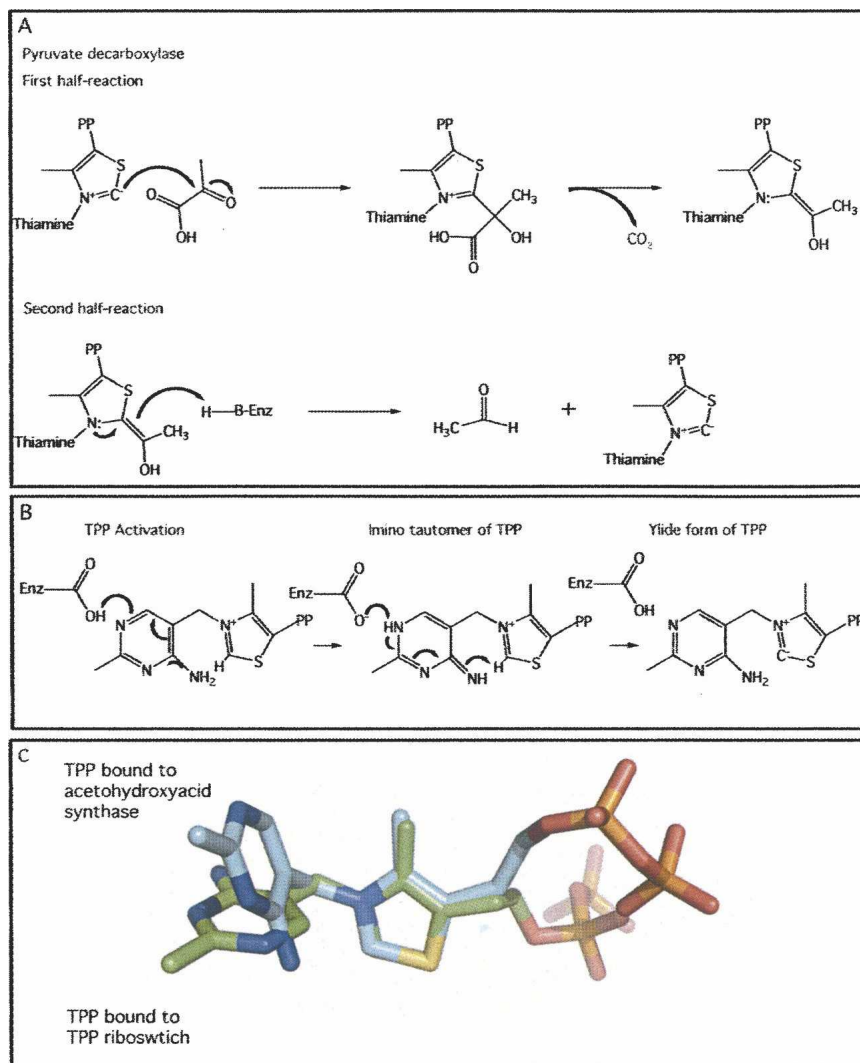 A
Pyruvate decarboxylase
First half-reaction
PP
S
N⁺
C⁻
Thiamine
O
O
OH
PP
S
N⁺
Thiamine
CH₃
HO
OH
O
CO₂
PP
S
N:
Thiamine
CH₃
OH
Second half-reaction
PP
S
N:
Thiamine
CH₃
OH
H—B-Enz
O
H₃C
H
+
PP
S
N⁺
C⁻
Thiamine
B
TPP Activation
Imino tautomer of TPP
Ylide form of TPP
Enz
O
OH
N
N
NH₂
N⁺
H
S
PP
Enz
O
O⁻
HN
N
NH
N⁺
H
S
PP
Enz
O
OH
N
N
NH₂
N⁺
C⁻
S
PP
C
TPP bound to
acetohydroxyacid
synthase
TPP bound to
TPP riboswtich